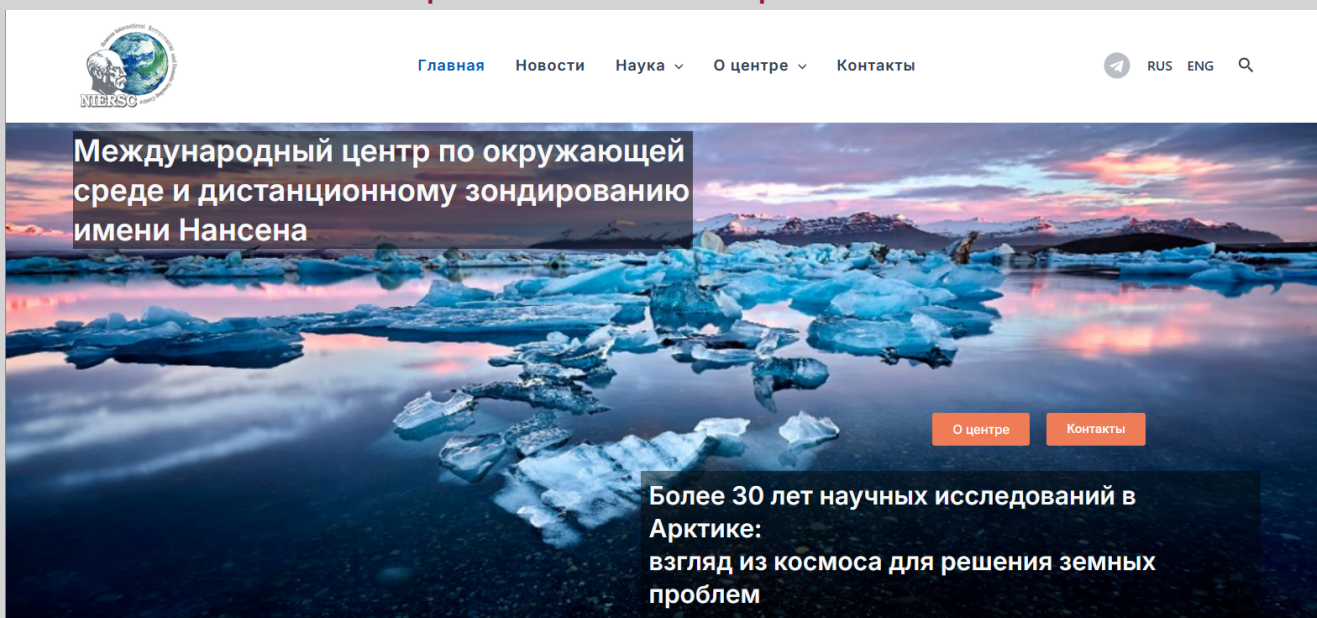 NIERSC
Главная Новости Наука О центре Контакты RUS ENG
Международный центр по окружающей
среде и дистанционному зондированию
имени Нансена
О центре Контакты
Более 30 лет научных исследований в
Арктике:
взгляд из космоса для решения земных
проблем